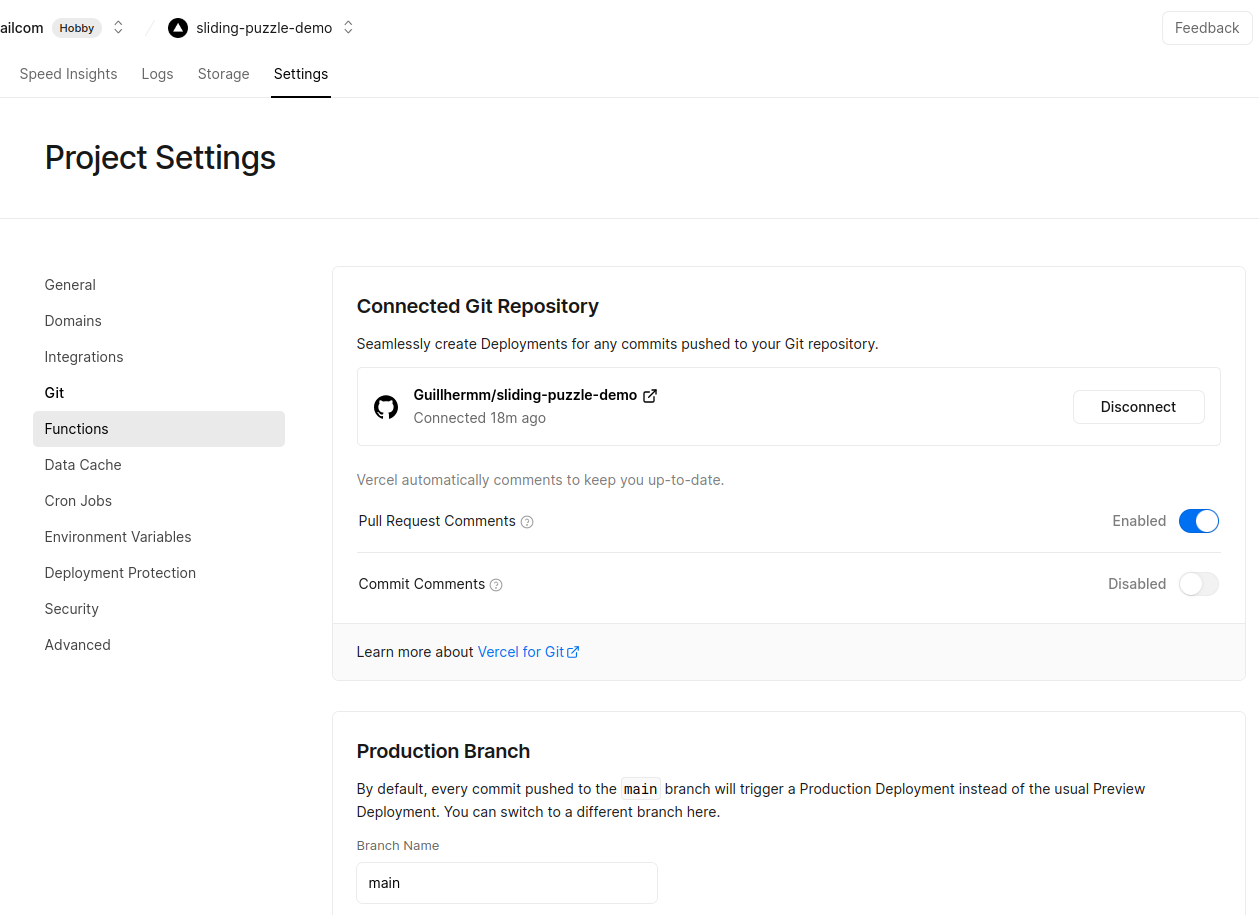 ailcom Hobby sliding-puzzle-demo Feedback
Speed Insights Logs Storage Settings
Project Settings
General
Domains
Integrations
Git
Functions
Data Cache
Cron Jobs
Environment Variables
Deployment Protection
Security
Advanced
Connected Git Repository
Seamlessly create Deployments for any commits pushed to your Git repository.
Guillhermm/sliding-puzzle-demo
Connected 18m ago
Disconnect
Vercel automatically comments to keep you up-to-date.
Pull Request Comments ? Enabled
Commit Comments ? Disabled
Learn more about Vercel for Git
Production Branch
By default, every commit pushed to the main branch will trigger a Production Deployment instead of the usual Preview
Deployment. You can switch to a different branch here.
Branch Name
main